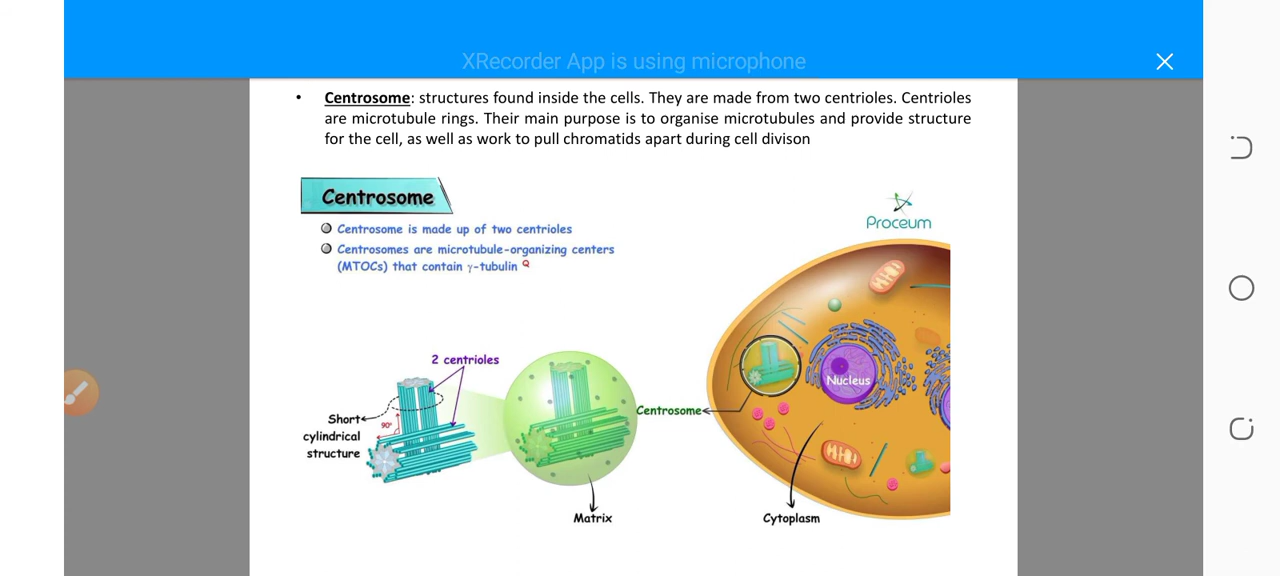 XRecorder App is using microphone
• Centrosome: structures found inside the cells. They are made from two centrioles. Centrioles
are microtubule rings. Their main purpose is to organise microtubules and provide structure
for the cell, as well as work to pull chromatids apart during cell divison
Centrosome
Proceum
Centrosome is made up of two centrioles
Centrosomes are microtubule-organizing centers
(MTOCs) that contain γ-tubulin Q
2 centrioles
Nucleus
Centrosome
Short
cylindrical
structure
90°
Matrix
Cytoplasm